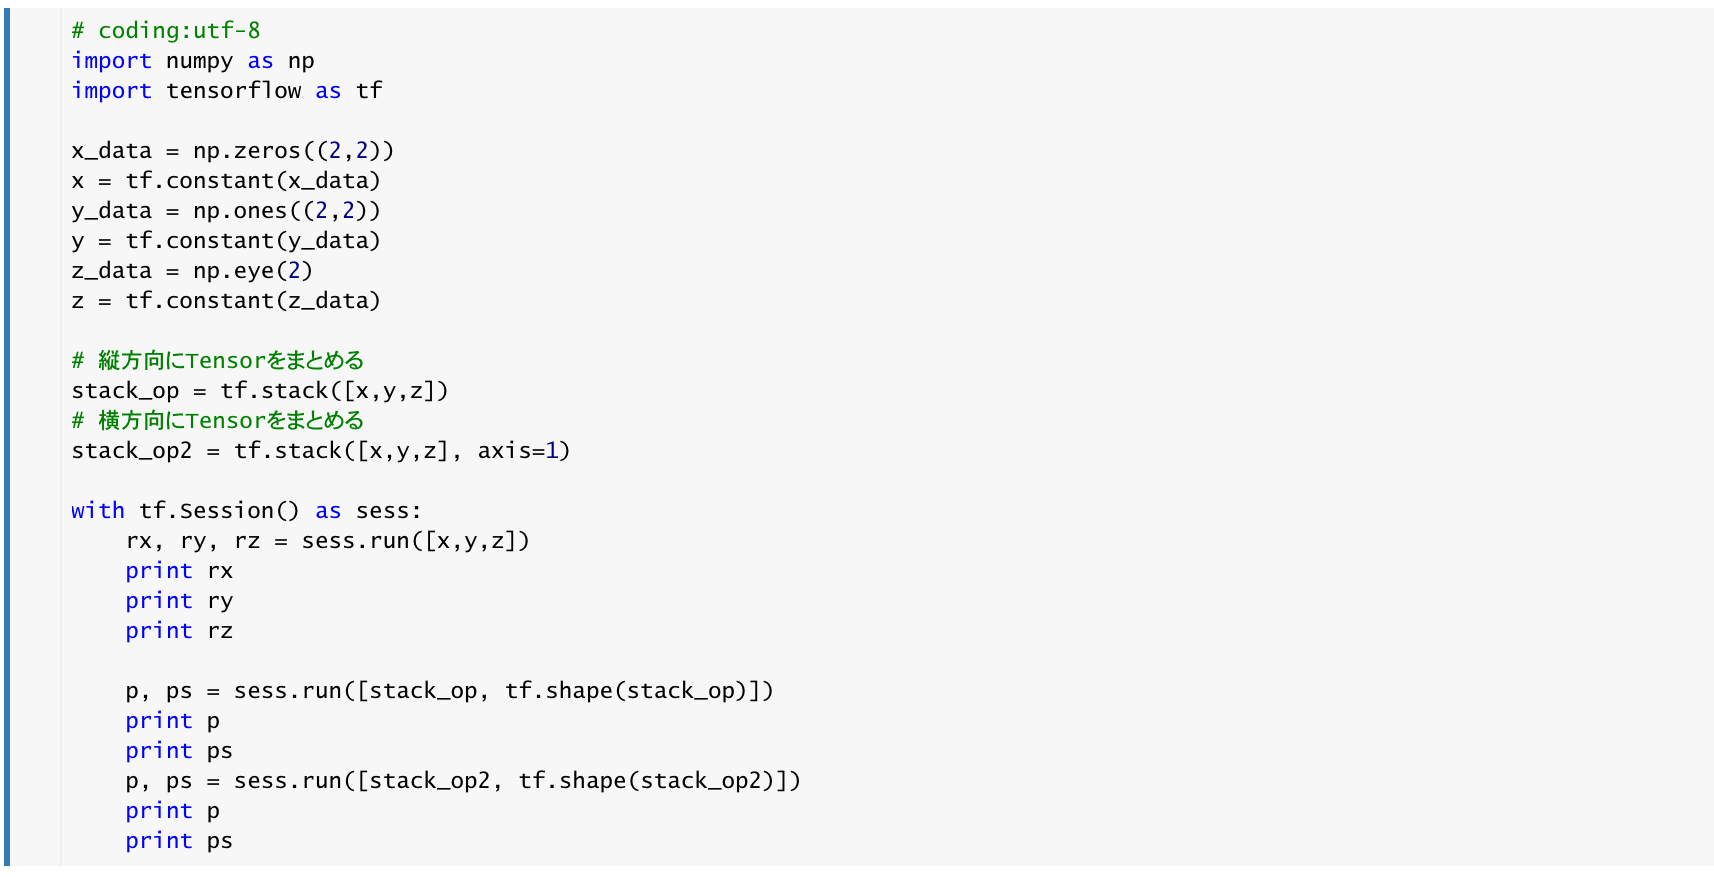 # coding:utf-8
import numpy as np
import tensorflow as tf
x_data = np.zeros((2,2))
x = tf.constant(x_data)
y_data = np.ones((2,2))
y = tf.constant(y_data)
z_data = np.eye(2)
z = tf.constant(z_data)
# 縦方向にTensorをまとめる
stack_op = tf.stack([x,y,z])
# 横方向にTensorをまとめる
stack_op2 = tf.stack([x,y,z], axis=1)
with tf.Session() as sess:
    rx, ry, rz = sess.run([x,y,z])
    print rx
    print ry
    print rz
    p, ps = sess.run([stack_op, tf.shape(stack_op)])
    print p
    print ps
    p, ps = sess.run([stack_op2, tf.shape(stack_op2)])
    print p
    print ps